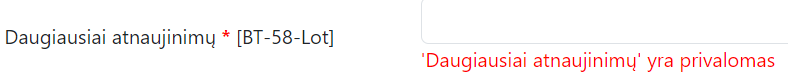 Daugiausiai atnaujinimų * [BT-58-Lot]
'Daugiausiai atnaujinimų' yra privalomas